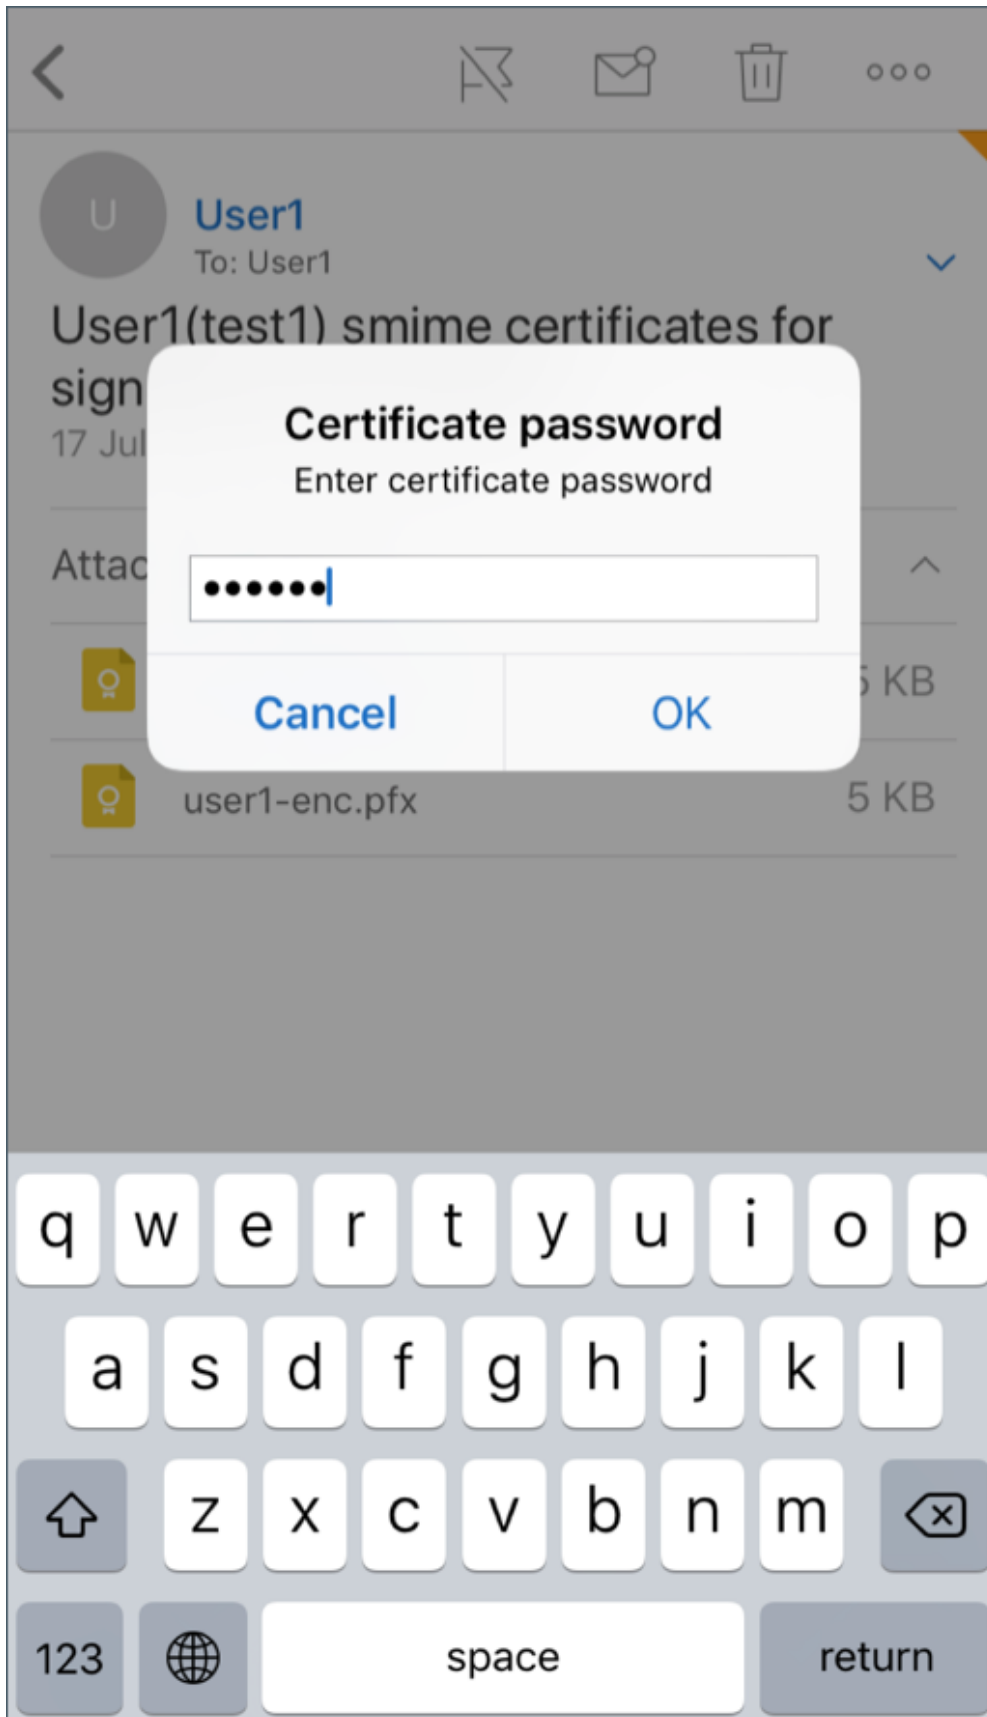 U
User1
To: User1
User1(test1) smime certificates for
sign
17 Jul
Certificate password
Enter certificate password
Attac
••••••
KB
Cancel
OK
user1-enc.pfx
5 KB
q w e r t y u i o p
a s d f g h j k l
z x c v b n m
123
space
return